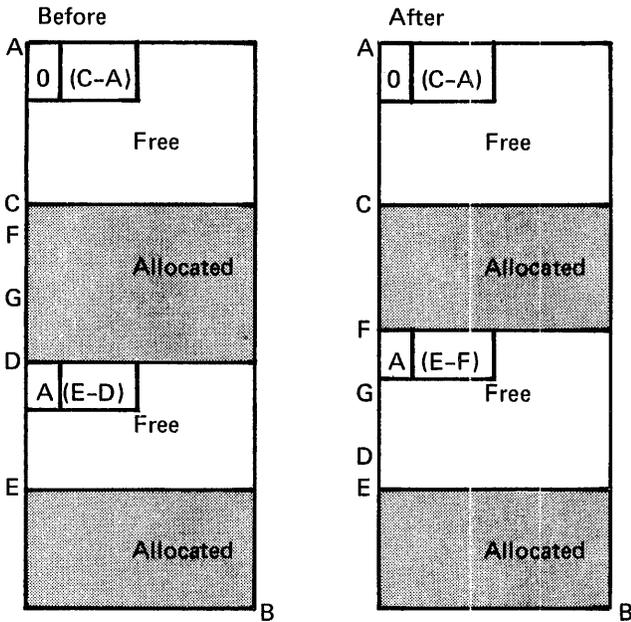 Before
A
0 (C–A)
Free
C
F
Allocated
G
D
A (E–D)
Free
E
Allocated
B
After
A
0 (C–A)
Free
C
Allocated
F
A (E–F)
G
Free
D
E
Allocated
B